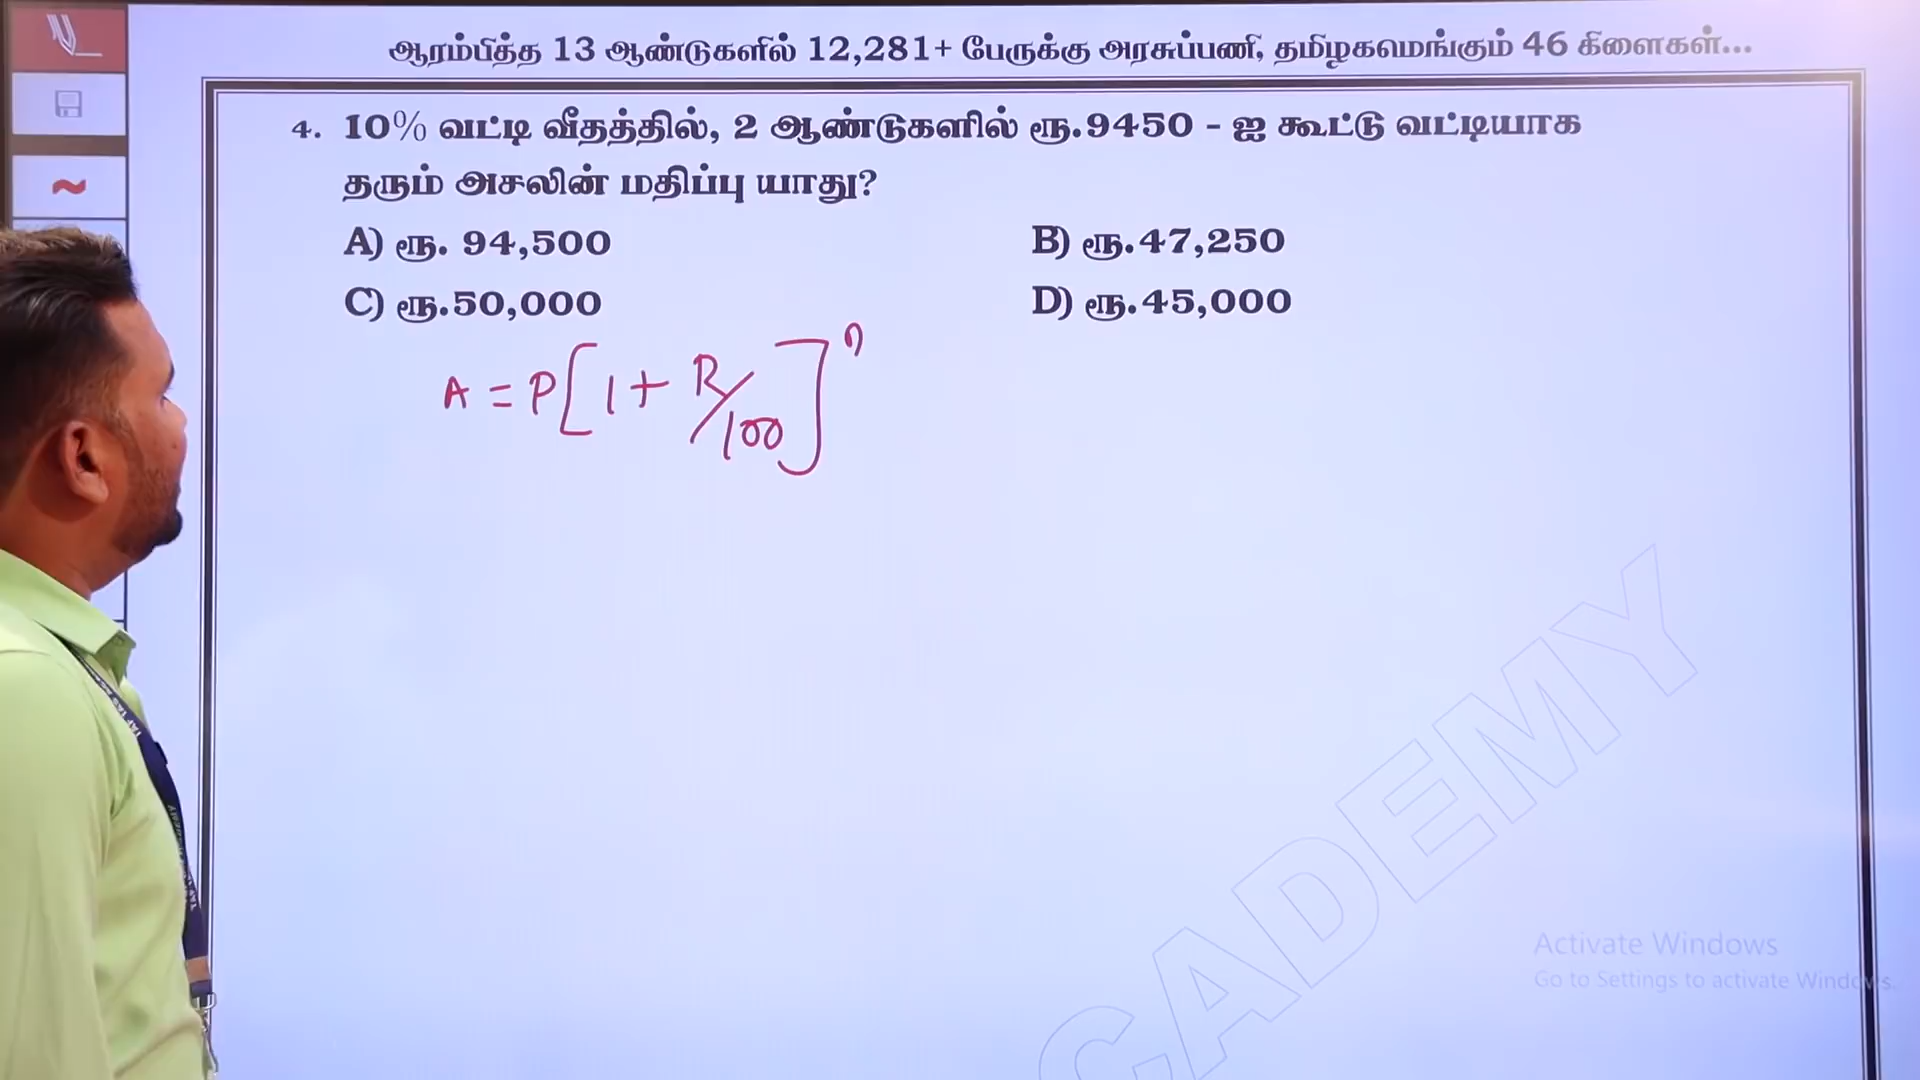 ஆரம்பித்த 13 ஆண்டுகளில் 12,281+ பேருக்கு அரசுப்பணி, தமிழகமெங்கும் 46 கிளைகள்...
4. 10% வட்டி வீதத்தில், 2 ஆண்டுகளில் ரூ.9450 - ஐ கூட்டு வட்டியாக
தரும் அசலின் மதிப்பு யாது?
A) ரூ. 94,500 B) ரூ.47,250
C) ரூ.50,000 D) ரூ.45,000
A = P[1 + R/100]^n
CADEMY
Activate Windows
Go to Settings to activate Windows.